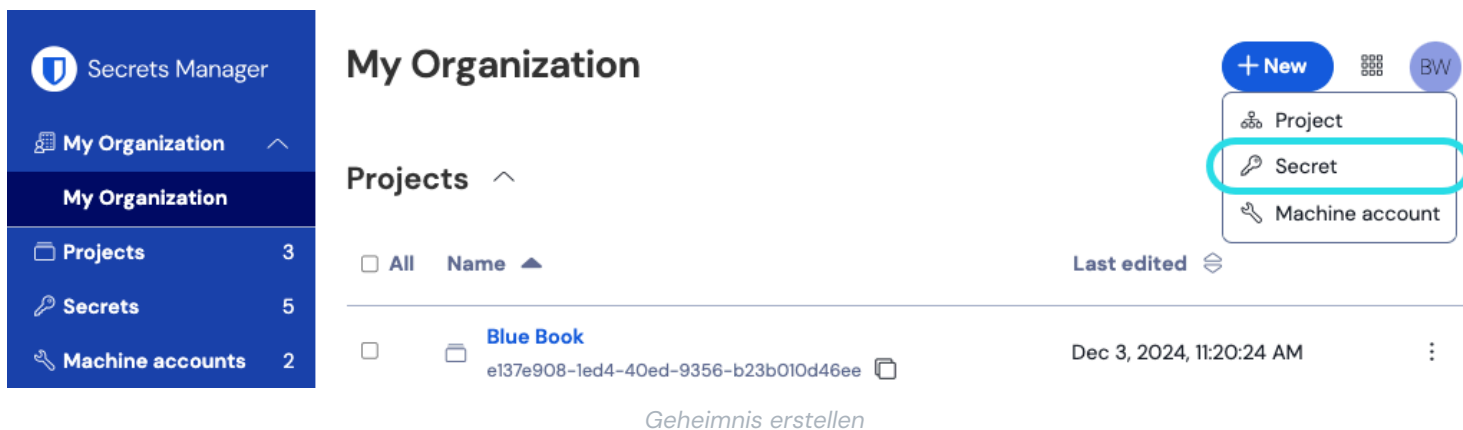 Secrets Manager
My Organization
My Organization
Projects 3
Secrets 5
Machine accounts 2
My Organization
+ New
BW
Project
Secret
Machine account
Projects
All Name Last edited
Blue Book
e137e908-1ed4-40ed-9356-b23b010d46ee
Dec 3, 2024, 11:20:24 AM
Geheimnis erstellen